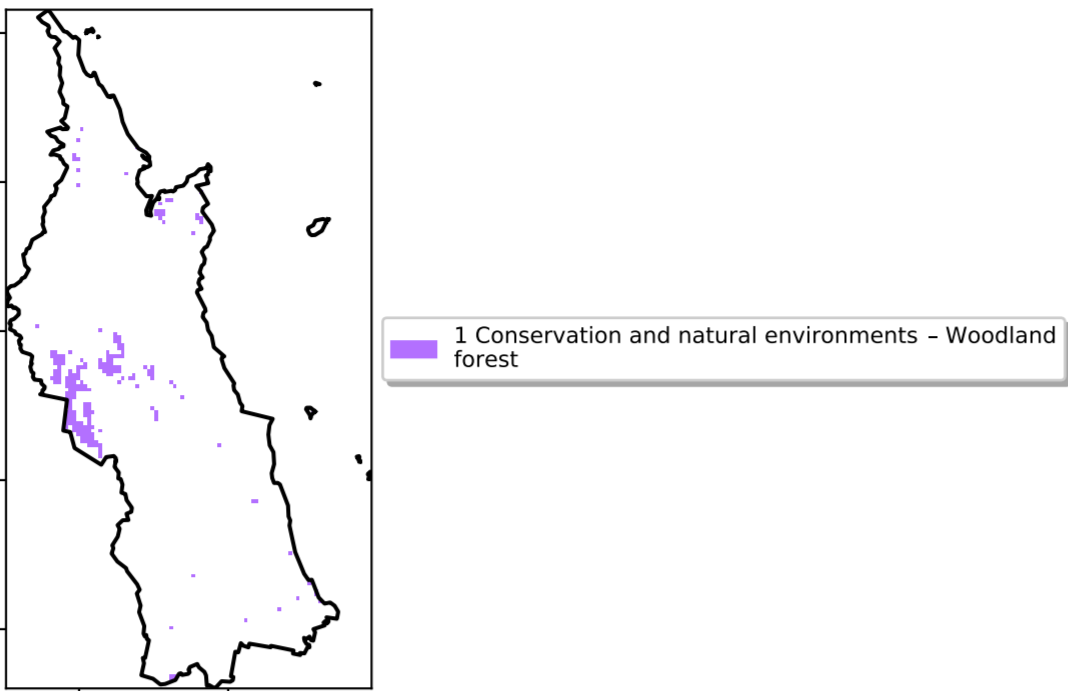 1 Conservation and natural environments – Woodland
forest